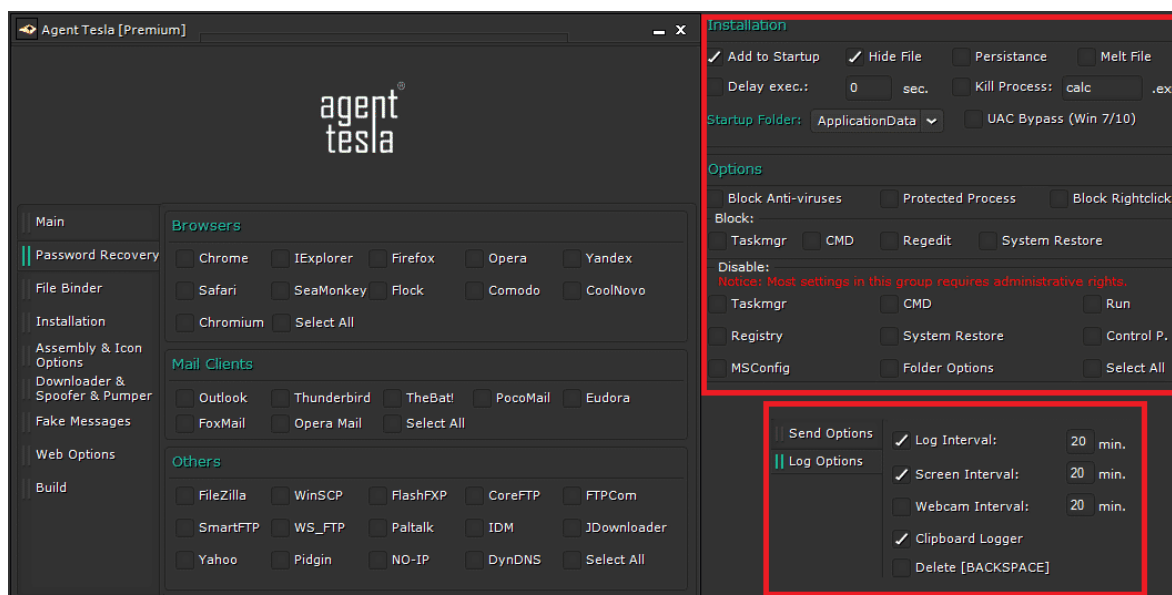 Agent Tesla [Premium]
agent®
tesla
Main
Password Recovery
File Binder
Installation
Assembly & Icon
Options
Downloader &
Spoofer & Pumper
Fake Messages
Web Options
Build
Browsers
Chrome IExplorer Firefox Opera Yandex
Safari SeaMonkey Flock Comodo CoolNovo
Chromium Select All
Mail Clients
Outlook Thunderbird TheBat! PocoMail Eudora
FoxMail Opera Mail Select All
Others
FileZilla WinSCP FlashFXP CoreFTP FTPCom
SmartFTP WS_FTP Paltalk IDM JDownloader
Yahoo Pidgin NO-IP DynDNS Select All
Installation
Add to Startup Hide File Persistance Melt File
Delay exec.: 0 sec. Kill Process: calc .ex
Startup Folder: ApplicationData UAC Bypass (Win 7/10)
Options
Block Anti-viruses Protected Process Block Rightclick
Block:
Taskmgr CMD Regedit System Restore
Disable:
Notice: Most settings in this group requires administrative rights.
Taskmgr CMD Run
Registry System Restore Control P.
MSConfig Folder Options Select All
Send Options
Log Options
Log Interval: 20 min.
Screen Interval: 20 min.
Webcam Interval: 20 min.
Clipboard Logger
Delete [BACKSPACE]